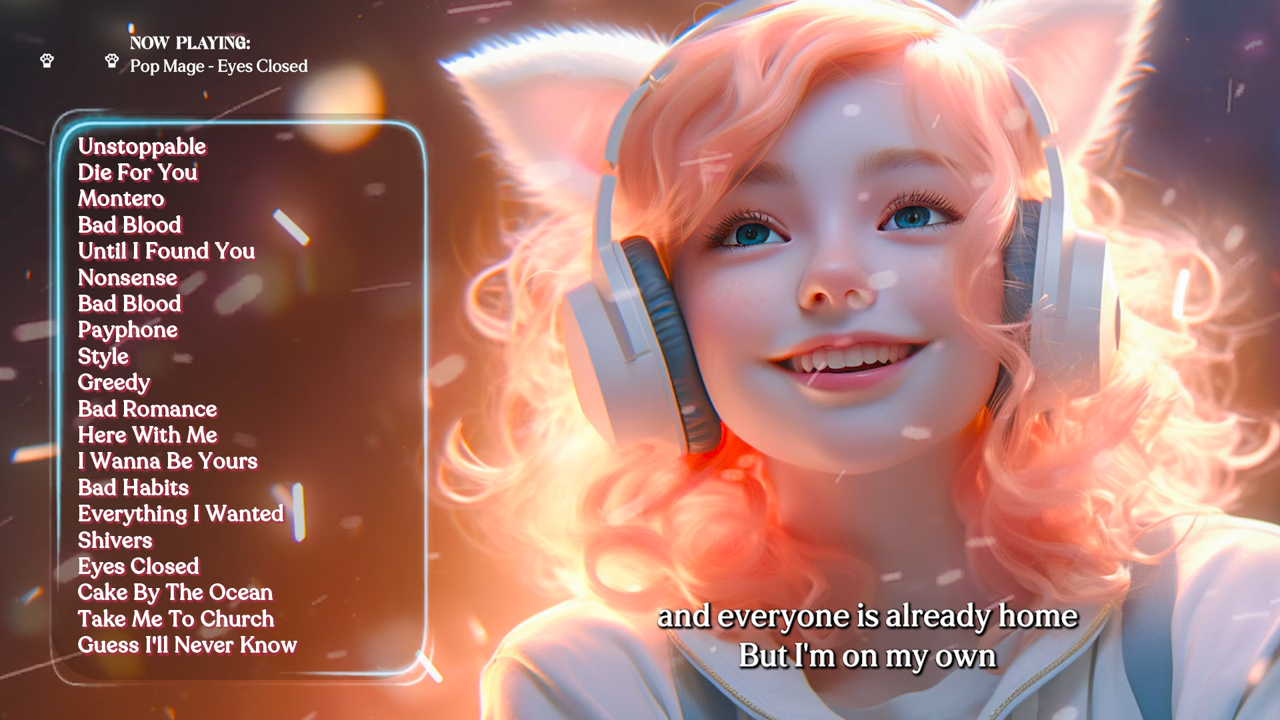 NOW PLAYING:
Pop Mage - Eyes Closed
Unstoppable
Die For You
Montero
Bad Blood
Until I Found You
Nonsense
Bad Blood
Payphone
Style
Greedy
Bad Romance
Here With Me
I Wanna Be Yours
Bad Habits
Everything I Wanted
Shivers
Eyes Closed
Cake By The Ocean
Take Me To Church
Guess I'll Never Know
and everyone is already home
But I'm on my own